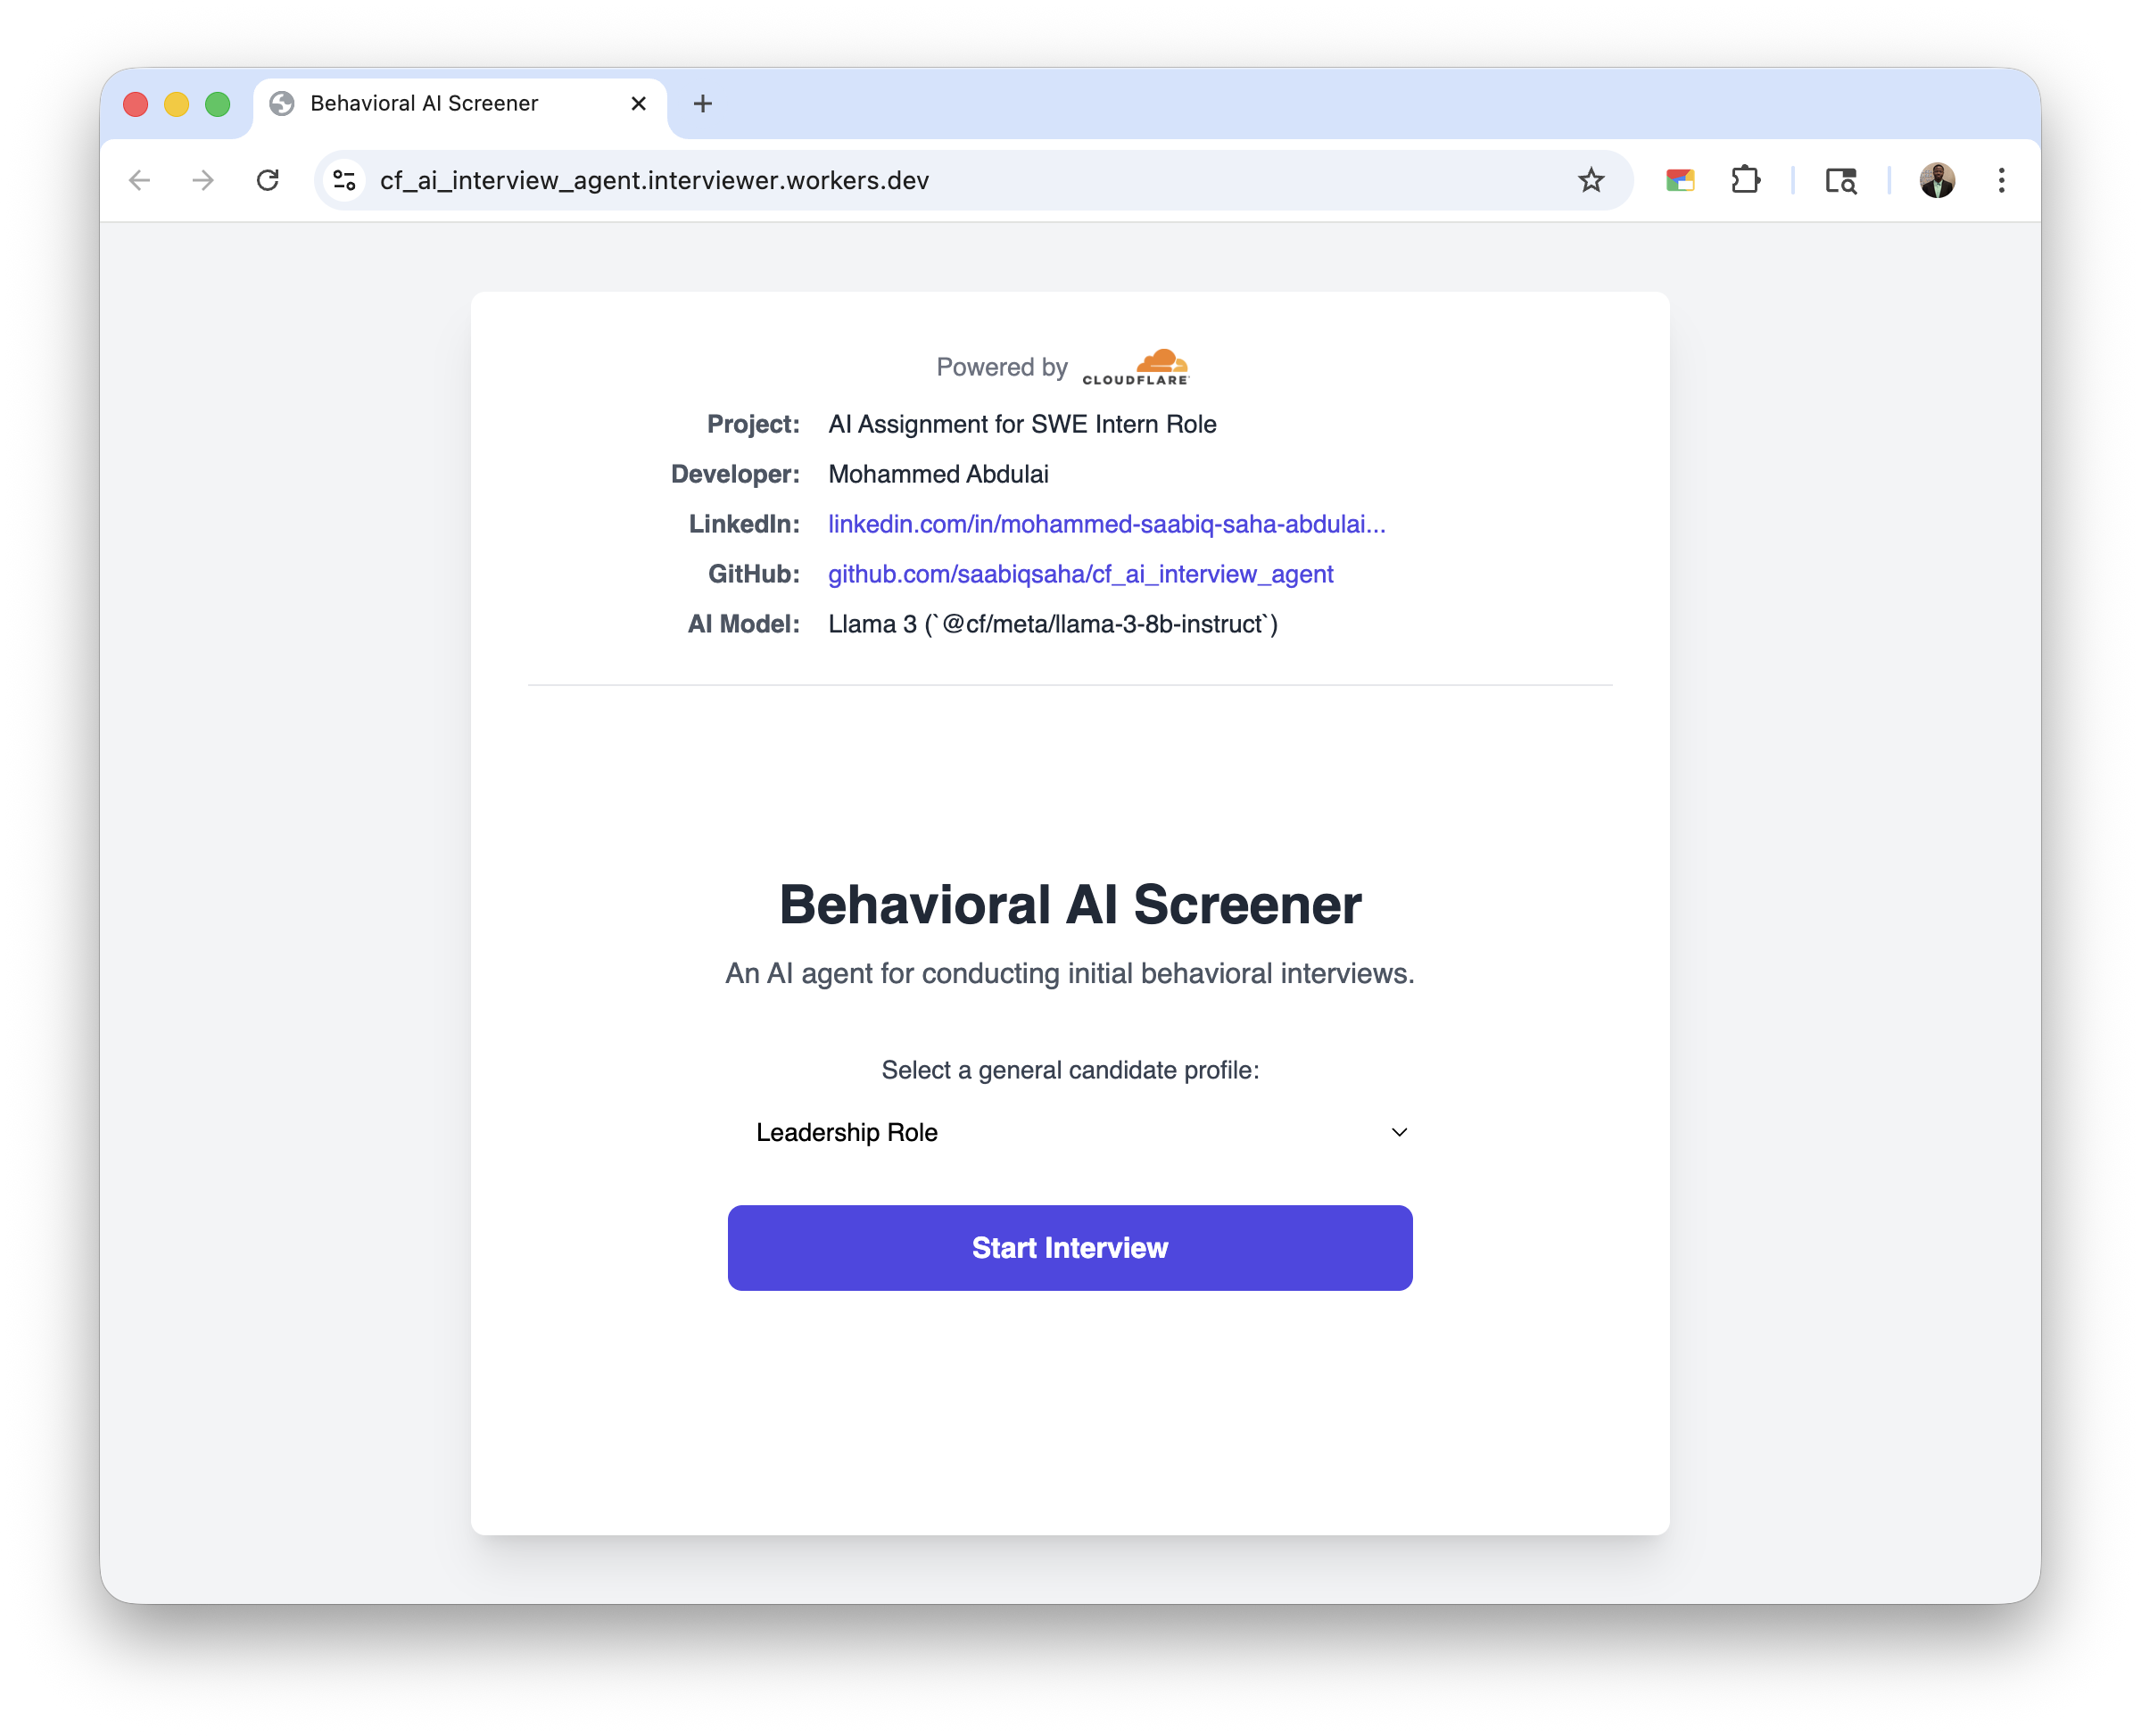 Behavioral AI Screener
cf_ai_interview_agent.interviewer.workers.dev
Powered by CLOUDFLARE
Project: AI Assignment for SWE Intern Role
Developer: Mohammed Abdulai
LinkedIn: linkedin.com/in/mohammed-saabiq-saha-abdulai...
GitHub: github.com/saabiqsaha/cf_ai_interview_agent
AI Model: Llama 3 (`@cf/meta/llama-3-8b-instruct`)
Behavioral AI Screener
An AI agent for conducting initial behavioral interviews.
Select a general candidate profile:
Leadership Role
Start Interview